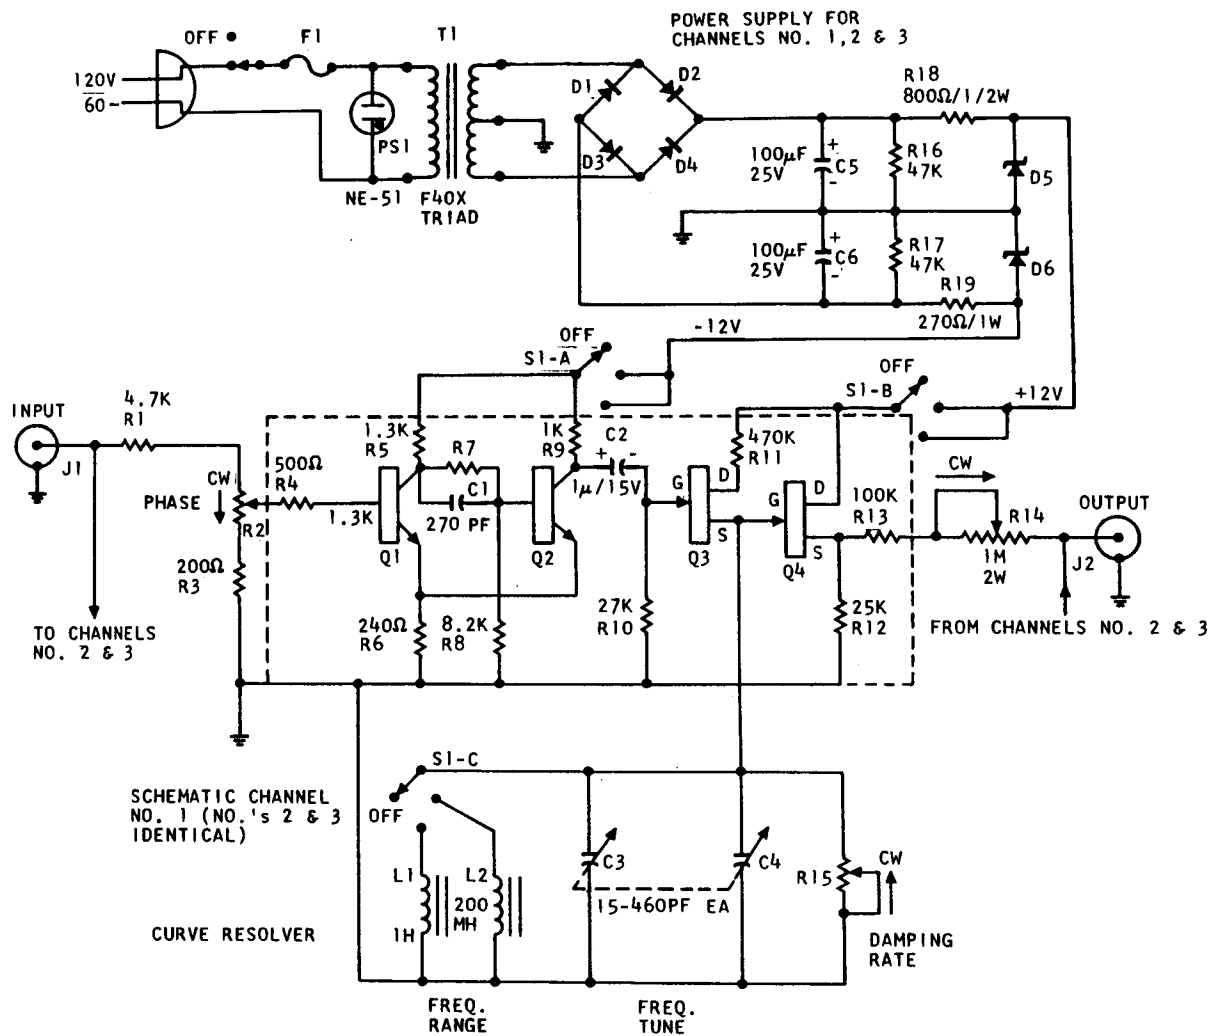 POWER SUPPLY FOR
CHANNELS NO. 1,2 & 3
OFF
F1
T1
120V
60~
PS1
NE-51
F40X
TRIAD
D1
D2
D3
D4
R18
800Ω/1/2W
100µF
25V
+
C5
-
R16
47K
D5
100µF
25V
+
C6
-
R17
47K
D6
R19
270Ω/1W
-12V
OFF
S1-A
OFF
S1-B
+12V
INPUT
J1
4.7K
R1
CW
PHASE
R2
500Ω
R4
200Ω
R3
TO CHANNELS
NO. 2 & 3
1.3K
R5
R7
C1
270 PF
1.3K
Q1
1K
R9
C2
+ -
1µ/15V
Q2
240Ω
R6
8.2K
R8
27K
R10
470K
R11
G
D
S
Q3
G
D
S
Q4
100K
R13
25K
R12
CW
R14
1M
2W
OUTPUT
J2
FROM CHANNELS NO. 2 & 3
S1-C
OFF
SCHEMATIC CHANNEL
NO. 1 (NO.'s 2 & 3
IDENTICAL)
L1
1H
L2
200
MH
C3
C4
15-460PF EA
R15
CW
DAMPING
RATE
CURVE RESOLVER
FREQ.
RANGE
FREQ.
TUNE